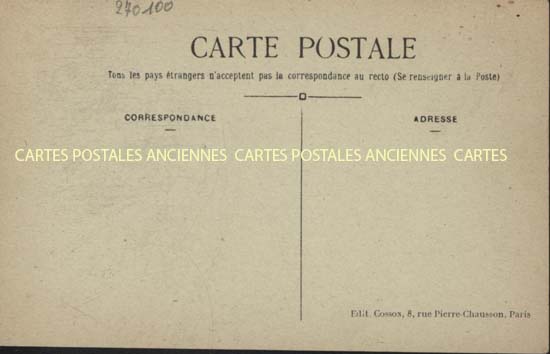 270100
CARTE POSTALE
Tous les pays étrangers n'acceptent pas la correspondance au recto (Se renseigner à la Poste)
CORRESPONDANCE
ADRESSE
CARTES POSTALES ANCIENNES CARTES POSTALES ANCIENNES CARTES
Edit. Cossox, 8, rue Pierre-Chausson, Paris